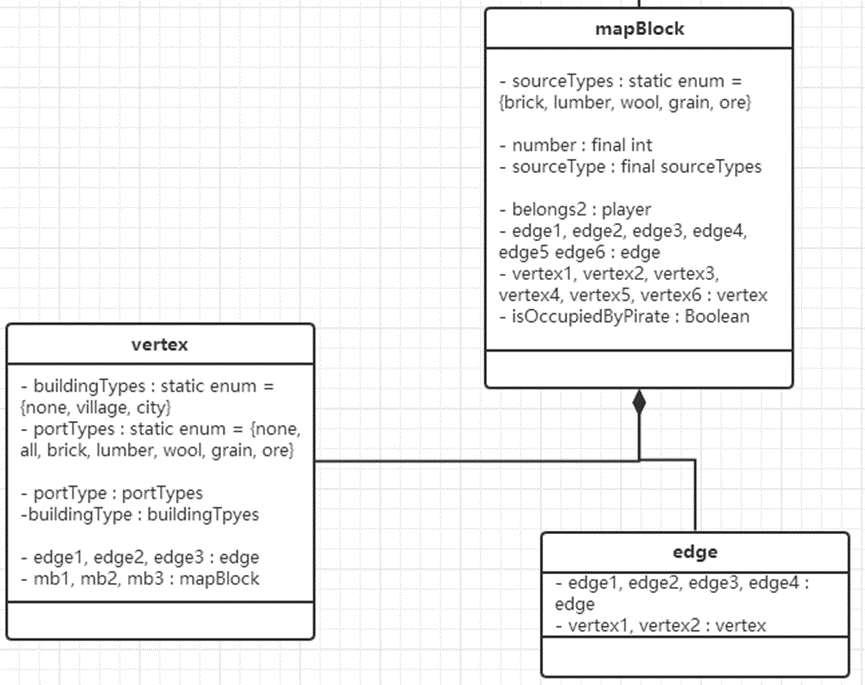 mapBlock
- sourceTypes : static enum =
{brick, lumber, wool, grain, ore}
- number : final int
- sourceType : final sourceTypes
- belongs2 : player
- edge1, edge2, edge3, edge4,
edge5 edge6 : edge
- vertex1, vertex2, vertex3,
vertex4, vertex5, vertex6 : vertex
- isOccupiedByPirate : Boolean
vertex
- buildingTypes : static enum =
{none, village, city}
- portTypes : static enum = {none,
all, brick, lumber, wool, grain, ore}
- portType : portTypes
-buildingType : buildingTpyes
- edge1, edge2, edge3 : edge
- mb1, mb2, mb3 : mapBlock
edge
- edge1, edge2, edge3, edge4 :
edge
- vertex1, vertex2 : vertex